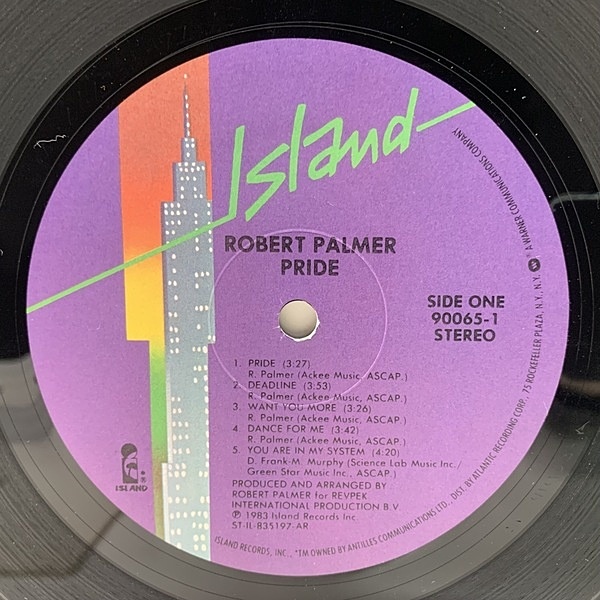 Island
ROBERT PALMER
PRIDE
SIDE ONE
90065-1
STEREO
1. PRIDE (3:27)
R. Palmer (Ackee Music, ASCAP.)
2. DEADLINE (3:53)
R. Palmer (Ackee Music, ASCAP.)
3. WANT YOU MORE (3:26)
R. Palmer (Ackee Music, ASCAP.)
4. DANCE FOR ME (3:42)
R. Palmer (Ackee Music, ASCAP.)
5. YOU ARE IN MY SYSTEM (4:20)
D. Frank-M. Murphy (Science Lab Music Inc./
Green Star Music Inc., ASCAP.)
PRODUCED AND ARRANGED BY
ROBERT PALMER for REVPEK
INTERNATIONAL PRODUCTION B.V.
℗ 1983 Island Records Inc.
ST-IL-835197-AR
ISLAND
ISLAND RECORDS, INC., *TM OWNED BY ANTILLES COMMUNICATIONS LTD., DIST. BY ATLANTIC RECORDING CORP., 75 ROCKEFELLER PLAZA, N.Y., N.Y. ® A WARNER COMMUNICATIONS COMPANY